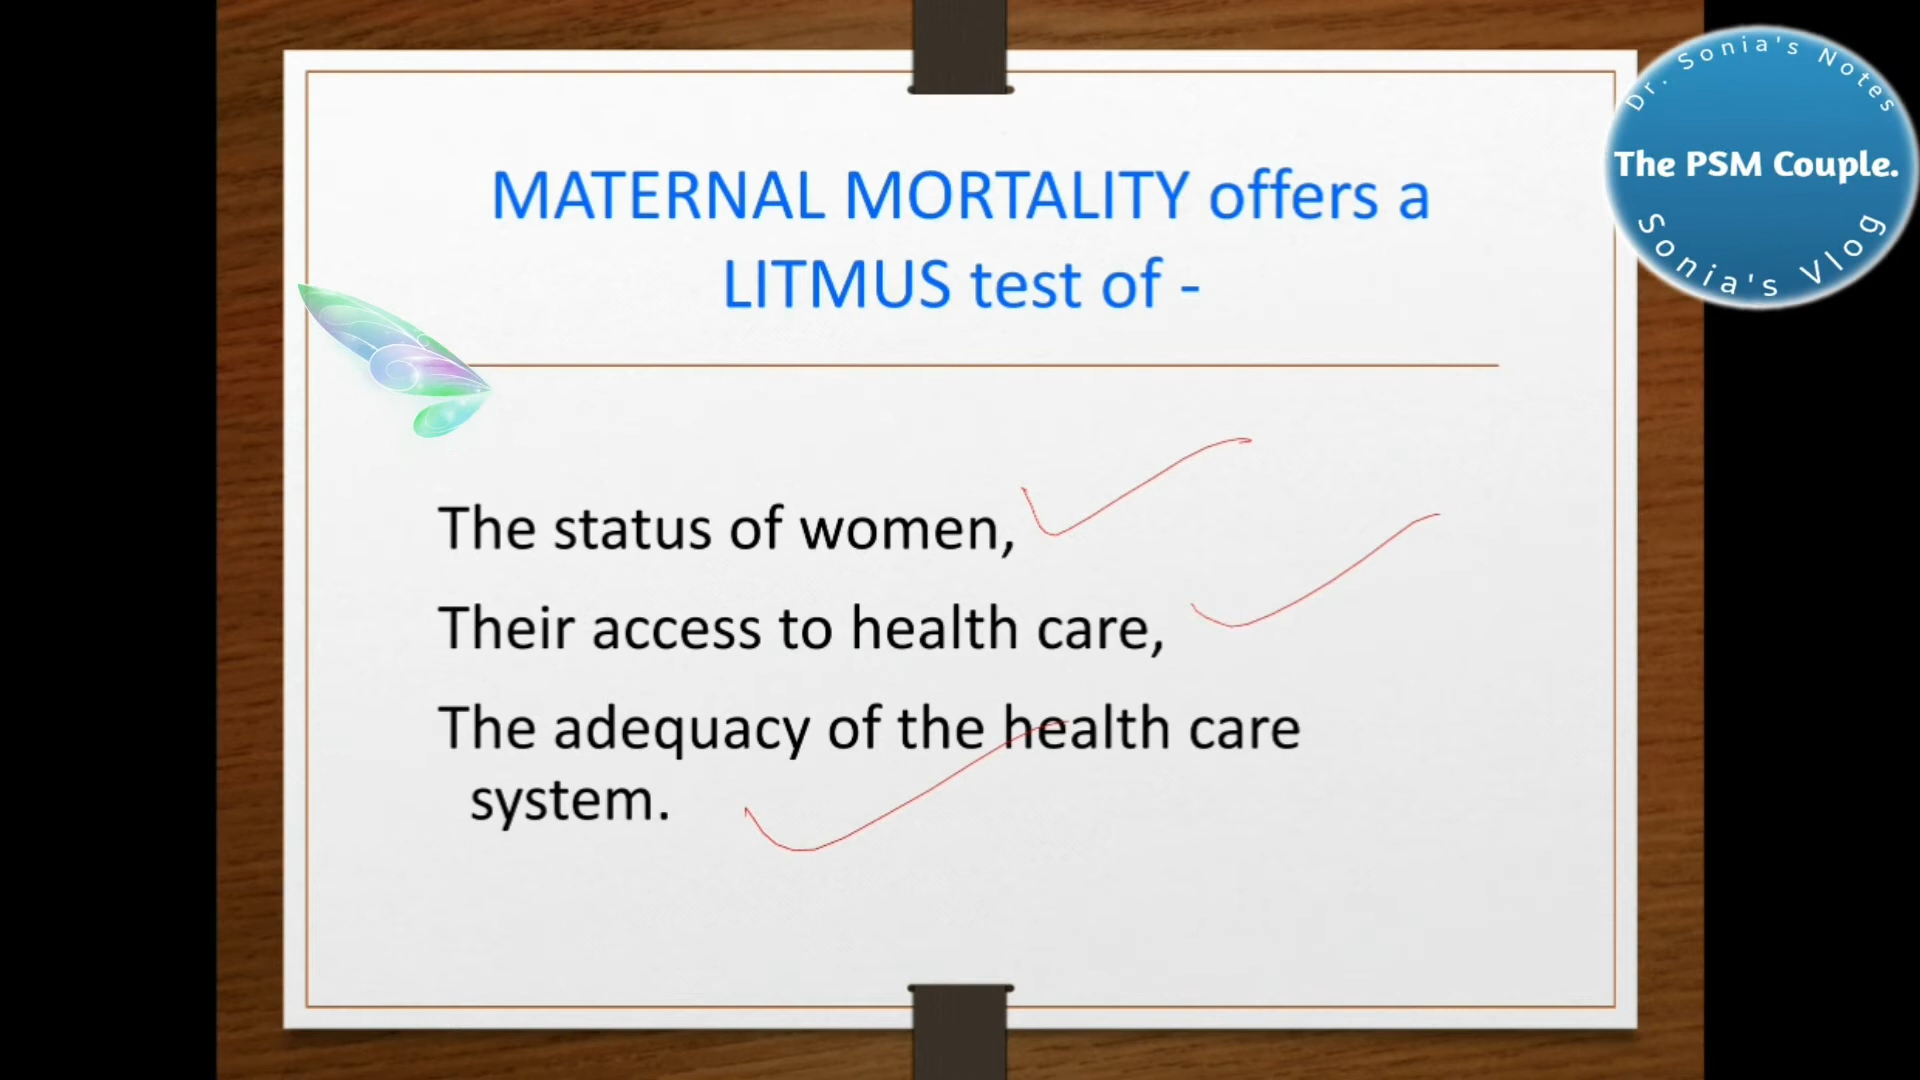 MATERNAL MORTALITY offers a
LITMUS test of -
The status of women,
Their access to health care,
The adequacy of the health care
system.
Dr. Sonia's Notes
The PSM Couple.
Sonia's Vlog